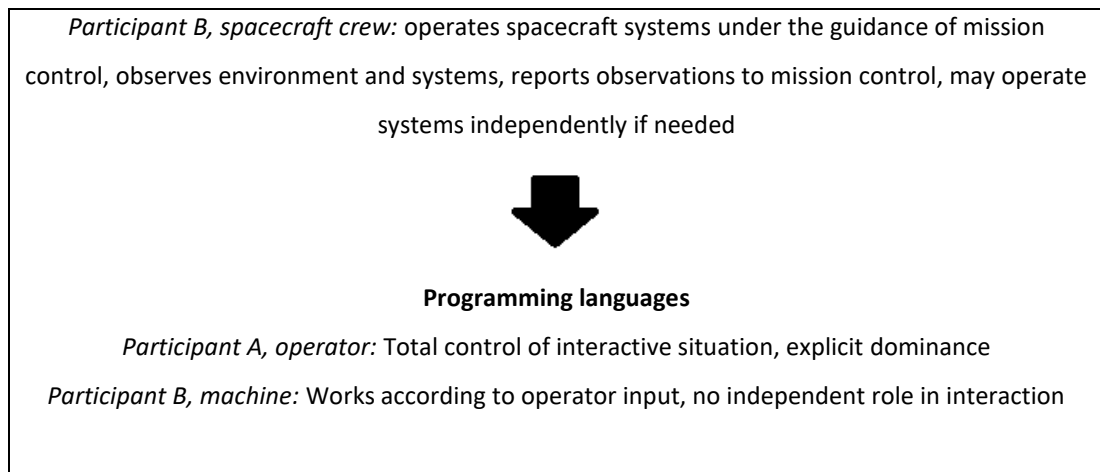 Participant B, spacecraft crew: operates spacecraft systems under the guidance of mission
control, observes environment and systems, reports observations to mission control, may operate
systems independently if needed
Programming languages
Participant A, operator: Total control of interactive situation, explicit dominance
Participant B, machine: Works according to operator input, no independent role in interaction